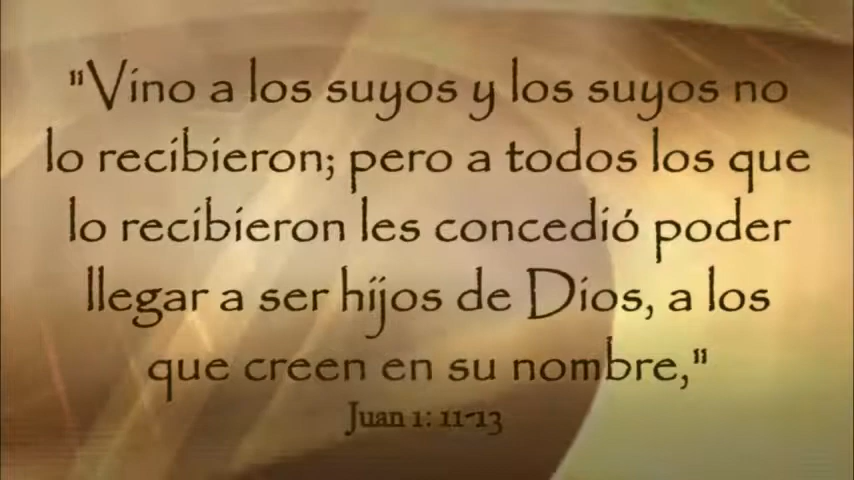 "Vino a los suyos y los suyos no
lo recibieron; pero a todos los que
lo recibieron les concedió poder
llegar a ser hijos de Dios, a los
que creen en su nombre,"
Juan 1: 11-13